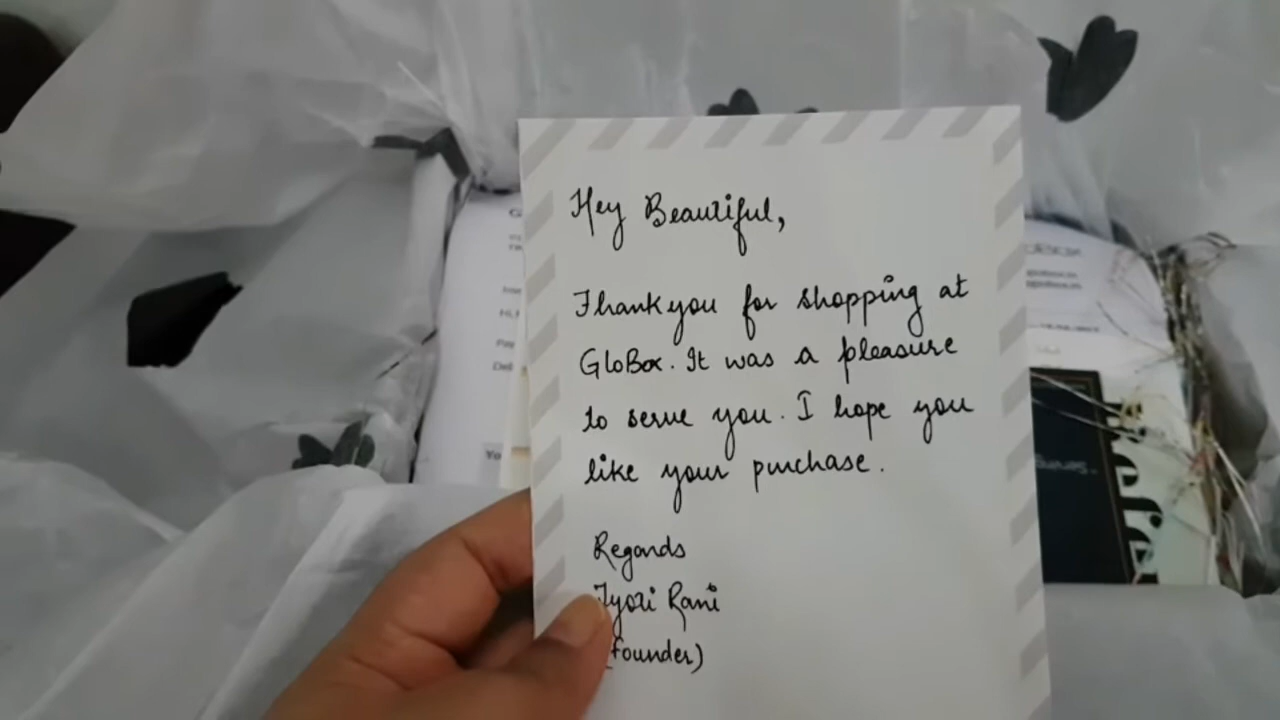 Hey Beautiful,
Thank you for shopping at
GloBox. It was a pleasure
to serve you. I hope you
like your purchase.
Regards
Jyoti Rani
(founder)